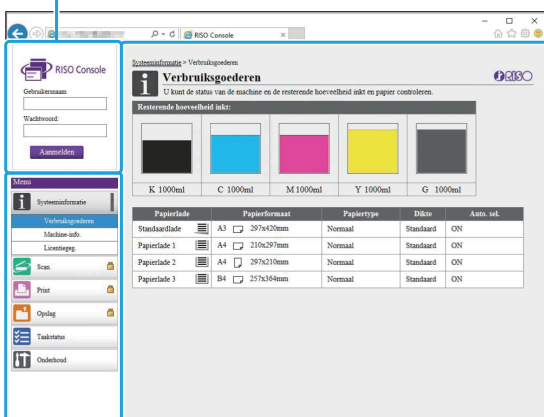 RISO Console
RISO Console
Gebruikersnaam:
Wachtwoord:
Aanmelden
Menu
Systeeminformatie
Verbruiksgoederen
Machine-info.
Licentiegeg.
Scan
Print
Opslag
Taakstatus
Onderhoud
Systeeminformatie > Verbruiksgoederen
Verbruiksgoederen
RISO
U kunt de status van de machine en de resterende hoeveelheid inkt en papier controleren.
Resterende hoeveelheid inkt:
K 1000ml C 1000ml M 1000ml Y 1000ml G 1000ml
Papierlade Papierformaat Papiertype Dikte Auto. sel.
Standaardlade A3 297x420mm Normaal Standaard ON
Papierlade 1 A4 210x297mm Normaal Standaard ON
Papierlade 2 A4 297x210mm Normaal Standaard ON
Papierlade 3 B4 257x364mm Normaal Standaard ON